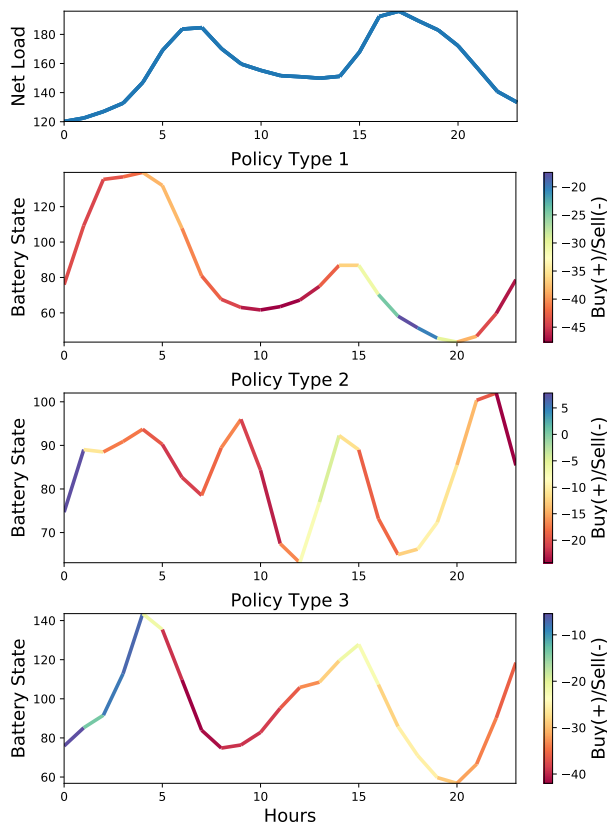 Net Load
180
160
140
120
0 5 10 15 20
Policy Type 1
Battery State
120
100
80
60
0 5 10 15 20
Buy(+)/Sell(-)
−20
−25
−30
−35
−40
−45
Policy Type 2
Battery State
100
90
80
70
0 5 10 15 20
Buy(+)/Sell(-)
5
0
−5
−10
−15
−20
Policy Type 3
Battery State
140
120
100
80
60
0 5 10 15 20
Hours
Buy(+)/Sell(-)
−10
−20
−30
−40